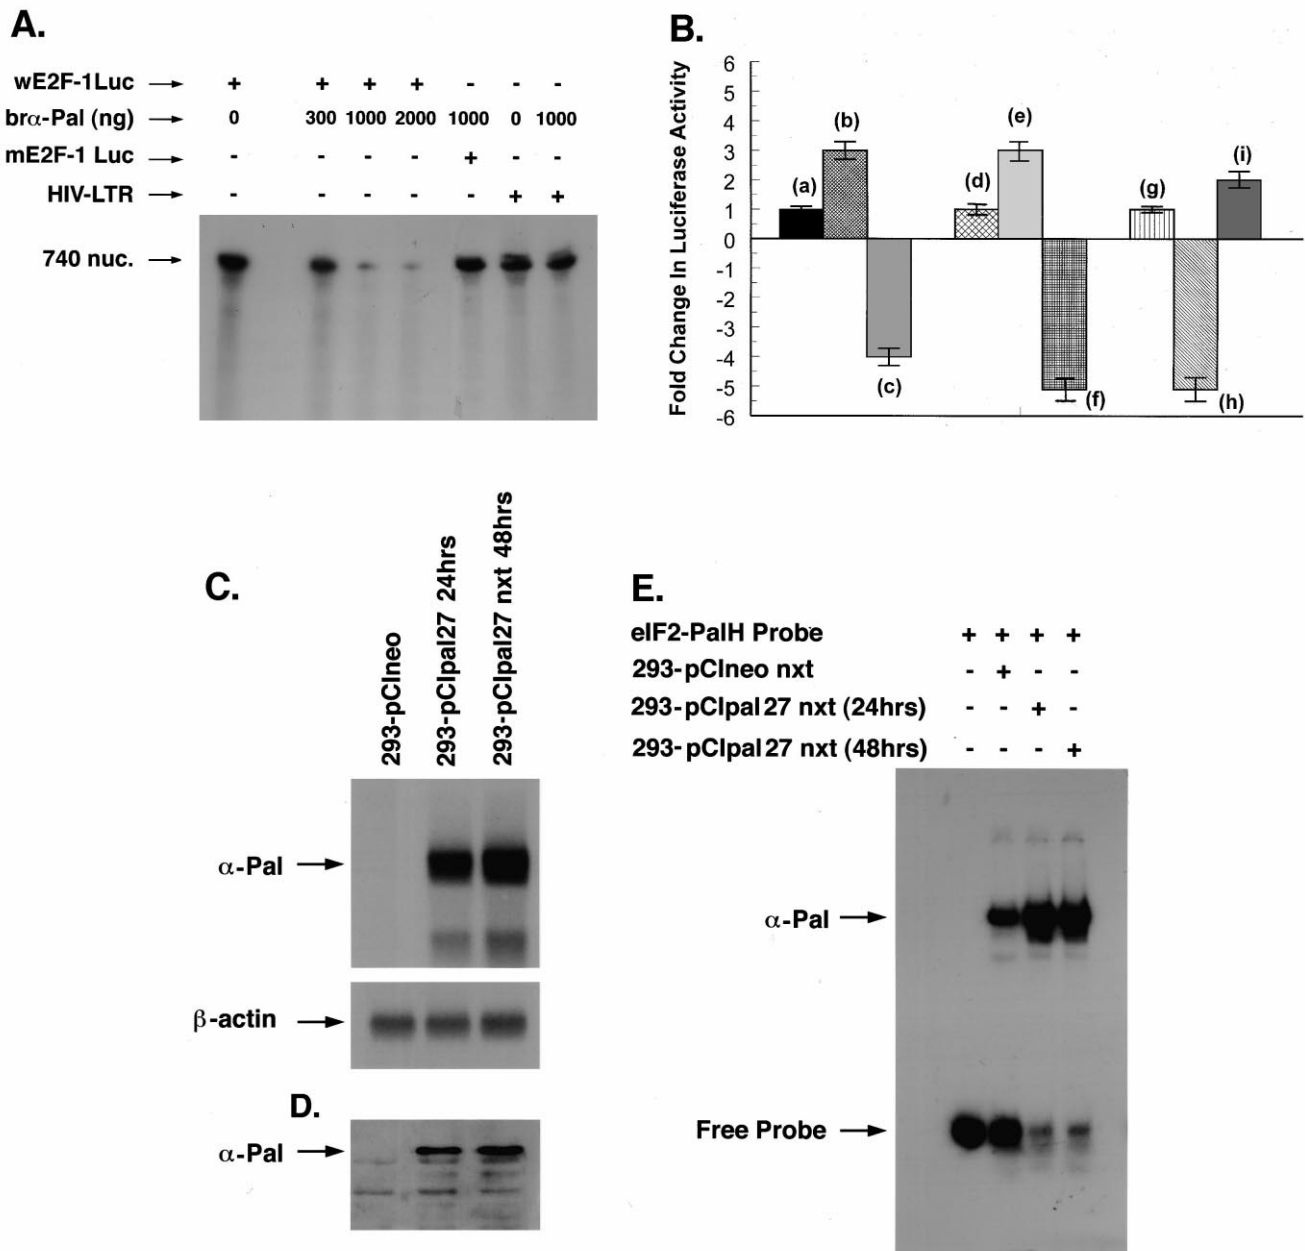 A.
wE2F-1Luc → + + + + - - -
brα-Pal (ng) → 0 300 1000 2000 1000 0 1000
mE2F-1 Luc → - - - - + - -
HIV-LTR → - - - - - + +
740 nuc. →
B.
Fold Change In Luciferase Activity
6
5
4
3
2
1
0
-1
-2
-3
-4
-5
-6
(a)
(b)
(c)
(d)
(e)
(f)
(g)
(h)
(i)
C.
293-pCIneo
293-pCIpal27 24hrs
293-pCIpal27 nxt 48hrs
α-Pal →
β-actin →
D.
α-Pal →
E.
eIF2-PalH Probe + + + +
293-pCIneo nxt - + - -
293-pCIpal27 nxt (24hrs) - - + -
293-pCIpal27 nxt (48hrs) - - - +
α-Pal →
Free Probe →